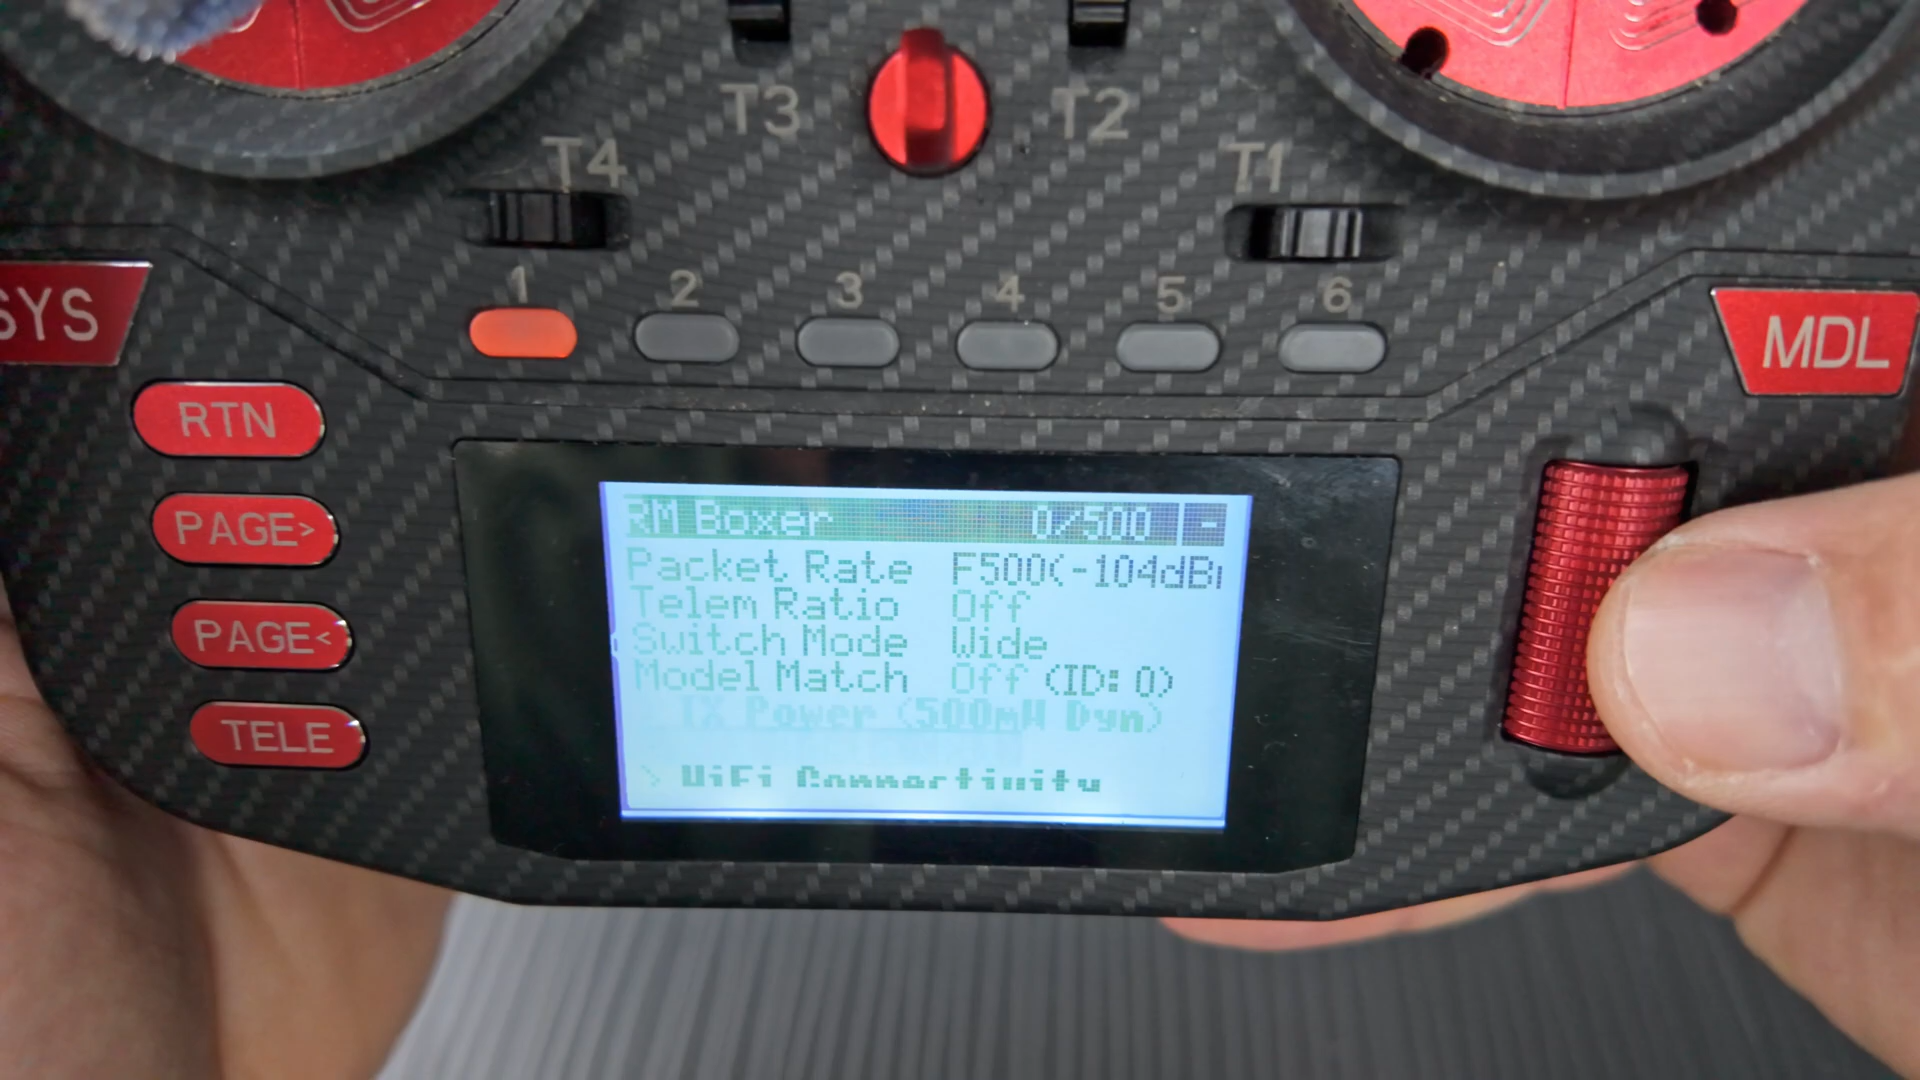 T3
T2
T4
T1
1 2 3 4 5 6
SYS
MDL
RTN
PAGE>
PAGE<
TELE
RM Boxer 0/500 -
Packet Rate F500(-104dBm
Telem Ratio Off
Switch Mode Wide
Model Match Off (ID: 0)
TX Power (500mW Dyn)
> WiFi Connectivity